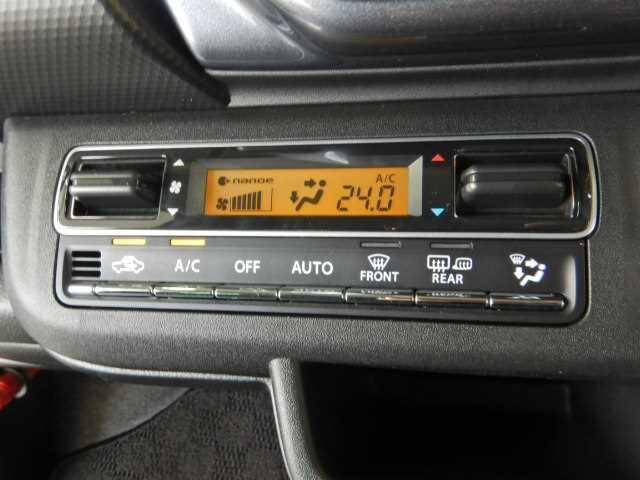 nanoe
A/C
24.0
A/C OFF AUTO FRONT REAR